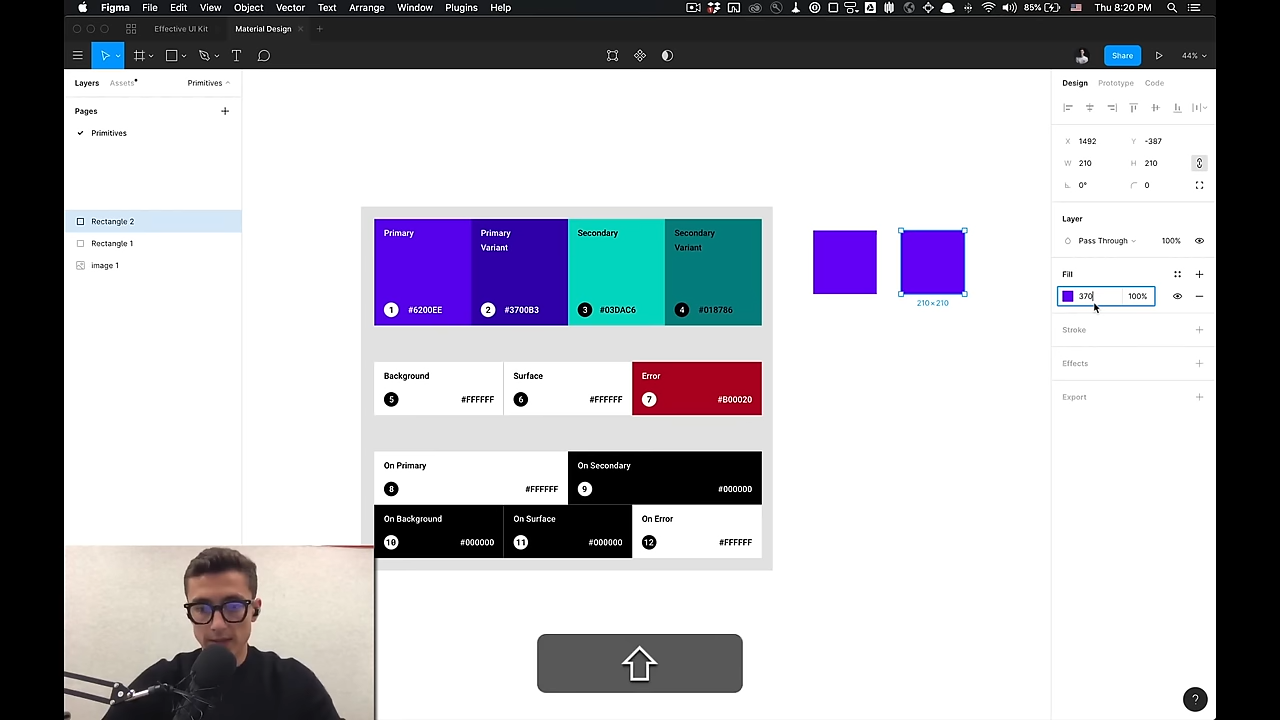 Figma File Edit View Object Vector Text Arrange Window Plugins Help 85% Thu 8:20 PM
Effective UI Kit Material Design
Share 44%
Layers Assets Primitives
Design Prototype Code
Pages
Primitives
X 1492 Y -387
W 210 H 210
0° 0
Rectangle 2
Rectangle 1
image 1
Layer
Pass Through 100%
Fill
370 100%
Stroke
Effects
Export
Primary
1 #6200EE
Primary
Variant
2 #3700B3
Secondary
3 #03DAC6
Secondary
Variant
4 #018786
210 × 210
Background
5 #FFFFFF
Surface
6 #FFFFFF
Error
7 #B00020
On Primary
8 #FFFFFF
On Secondary
9 #000000
On Background
10 #000000
On Surface
11 #000000
On Error
12 #FFFFFF
?